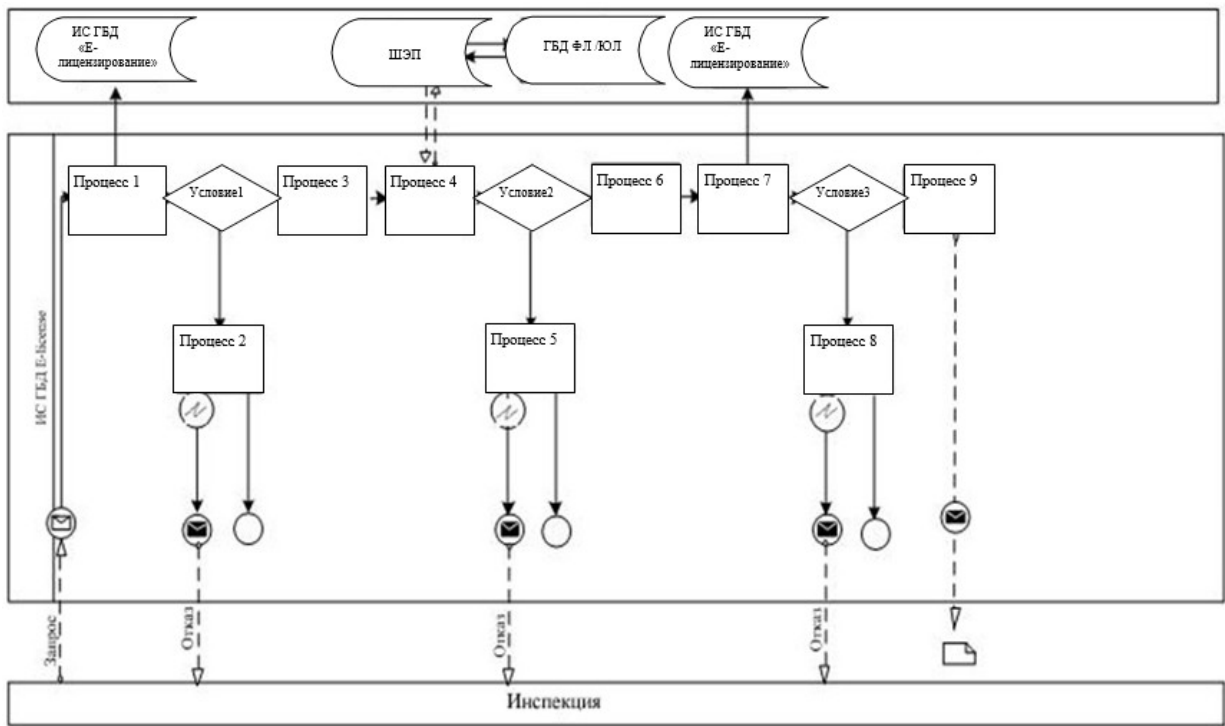 ИС ГБД
«Е-
лицензирование»
ШЭП
ГБД ФЛ /ЮЛ
ИС ГБД
«Е-
лицензирование»
Процесс 1
Условие1
Процесс 3
Процесс 4
Условие2
Процесс 6
Процесс 7
Условие3
Процесс 9
Процесс 2
Процесс 5
Процесс 8
ИС ГБД E-license
Запрос
Отказ
Отказ
Отказ
Инспекция